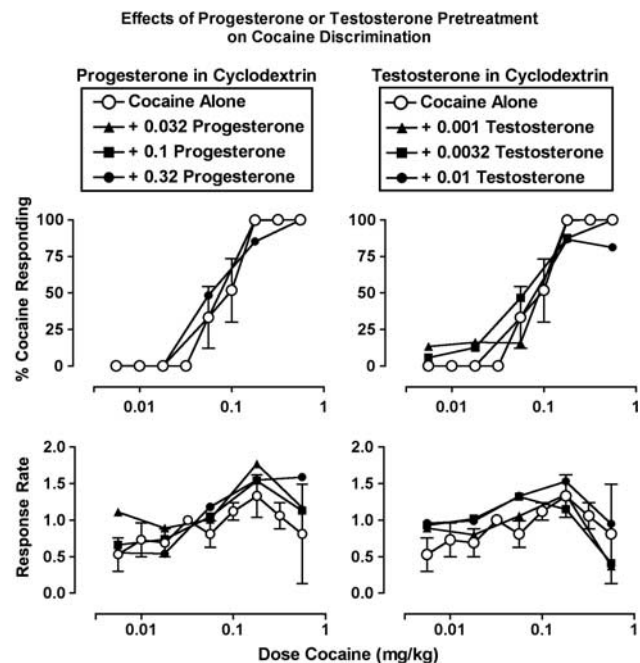 Effects of Progesterone or Testosterone Pretreatment
on Cocaine Discrimination
Progesterone in Cyclodextrin
Cocaine Alone
+ 0.032 Progesterone
+ 0.1 Progesterone
+ 0.32 Progesterone
Testosterone in Cyclodextrin
Cocaine Alone
+ 0.001 Testosterone
+ 0.0032 Testosterone
+ 0.01 Testosterone
% Cocaine Responding
100
75
50
25
0
0.01
0.1
1
100
75
50
25
0
0.01
0.1
1
Response Rate
2.0
1.5
1.0
0.5
0.0
0.01
0.1
1
2.0
1.5
1.0
0.5
0.0
0.01
0.1
1
Dose Cocaine (mg/kg)